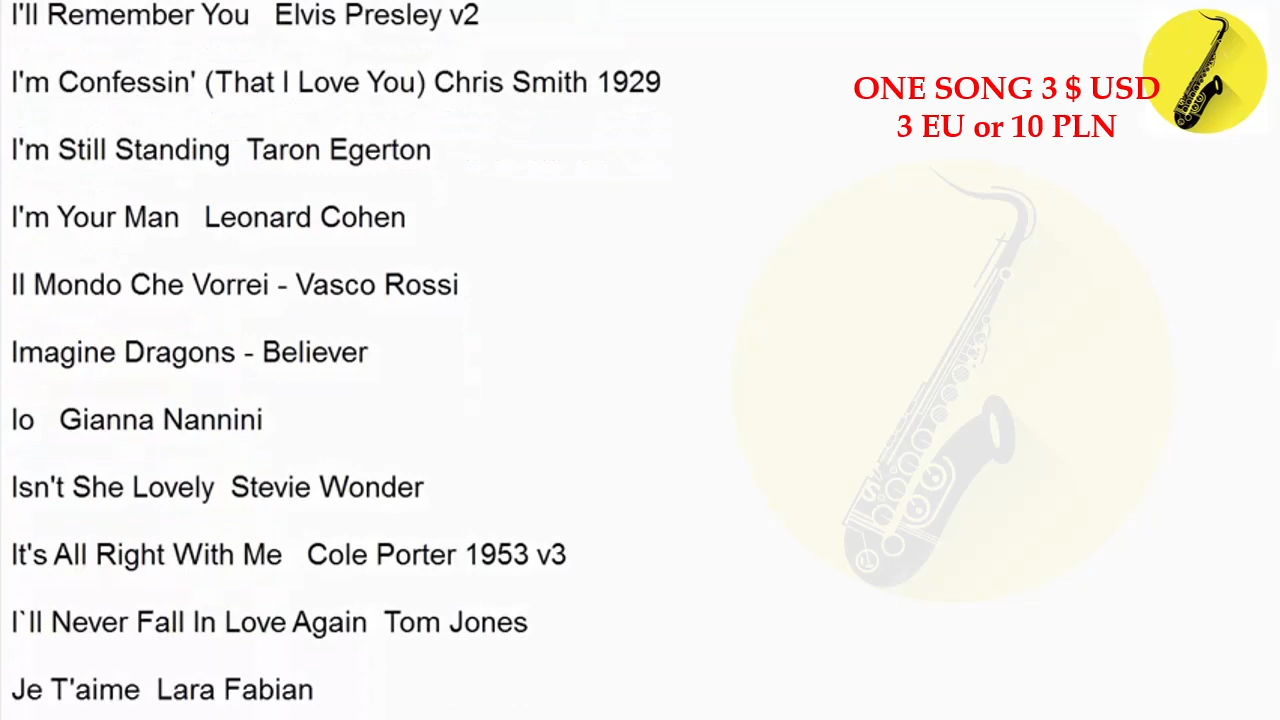 I'll Remember You Elvis Presley v2
I'm Confessin' (That I Love You) Chris Smith 1929
I'm Still Standing Taron Egerton
I'm Your Man Leonard Cohen
Il Mondo Che Vorrei - Vasco Rossi
Imagine Dragons - Believer
Io Gianna Nannini
Isn't She Lovely Stevie Wonder
It's All Right With Me Cole Porter 1953 v3
I`ll Never Fall In Love Again Tom Jones
Je T'aime Lara Fabian
ONE SONG 3 $ USD
3 EU or 10 PLN